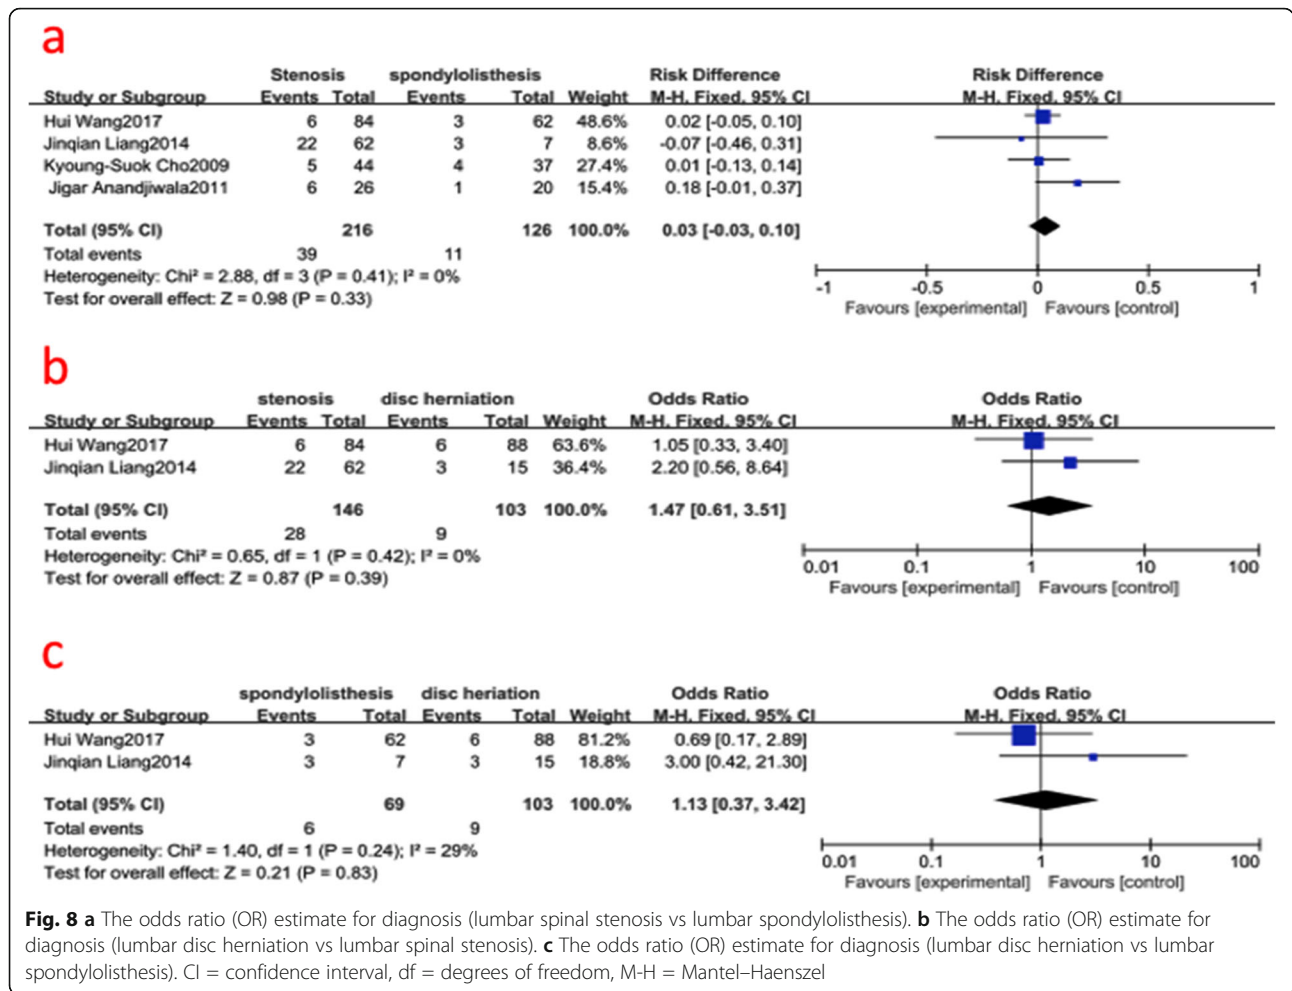 a
Stenosis spondylolisthesis Risk Difference Risk Difference
Study or Subgroup Events Total Events Total Weight M-H. Fixed. 95% CI M-H. Fixed. 95% CI
Hui Wang2017 6 84 3 62 48.6% 0.02 [-0.05, 0.10]
Jinqian Liang2014 22 62 3 7 8.6% -0.07 [-0.46, 0.31]
Kyoung-Suok Cho2009 5 44 4 37 27.4% 0.01 [-0.13, 0.14]
Jigar Anandjiwala2011 6 26 1 20 15.4% 0.18 [-0.01, 0.37]
Total (95% CI) 216 126 100.0% 0.03 [-0.03, 0.10]
Total events 39 11
Heterogeneity: Chi² = 2.88, df = 3 (P = 0.41); I² = 0%
Test for overall effect: Z = 0.98 (P = 0.33)
-1 -0.5 0 0.5 1
Favours [experimental] Favours [control]
b
stenosis disc herniation Odds Ratio Odds Ratio
Study or Subgroup Events Total Events Total Weight M-H. Fixed. 95% CI M-H. Fixed. 95% CI
Hui Wang2017 6 84 6 88 63.6% 1.05 [0.33, 3.40]
Jinqian Liang2014 22 62 3 15 36.4% 2.20 [0.56, 8.64]
Total (95% CI) 146 103 100.0% 1.47 [0.61, 3.51]
Total events 28 9
Heterogeneity: Chi² = 0.65, df = 1 (P = 0.42); I² = 0%
Test for overall effect: Z = 0.87 (P = 0.39)
0.01 0.1 1 10 100
Favours [experimental] Favours [control]
c
spondylolisthesis disc heriation Odds Ratio Odds Ratio
Study or Subgroup Events Total Events Total Weight M-H. Fixed. 95% CI M-H. Fixed. 95% CI
Hui Wang2017 3 62 6 88 81.2% 0.69 [0.17, 2.89]
Jinqian Liang2014 3 7 3 15 18.8% 3.00 [0.42, 21.30]
Total (95% CI) 69 103 100.0% 1.13 [0.37, 3.42]
Total events 6 9
Heterogeneity: Chi² = 1.40, df = 1 (P = 0.24); I² = 29%
Test for overall effect: Z = 0.21 (P = 0.83)
0.01 0.1 1 10 100
Favours [experimental] Favours [control]
Fig. 8 a The odds ratio (OR) estimate for diagnosis (lumbar spinal stenosis vs lumbar spondylolisthesis). b The odds ratio (OR) estimate for
diagnosis (lumbar disc herniation vs lumbar spinal stenosis). c The odds ratio (OR) estimate for diagnosis (lumbar disc herniation vs lumbar
spondylolisthesis). CI = confidence interval, df = degrees of freedom, M-H = Mantel–Haenszel